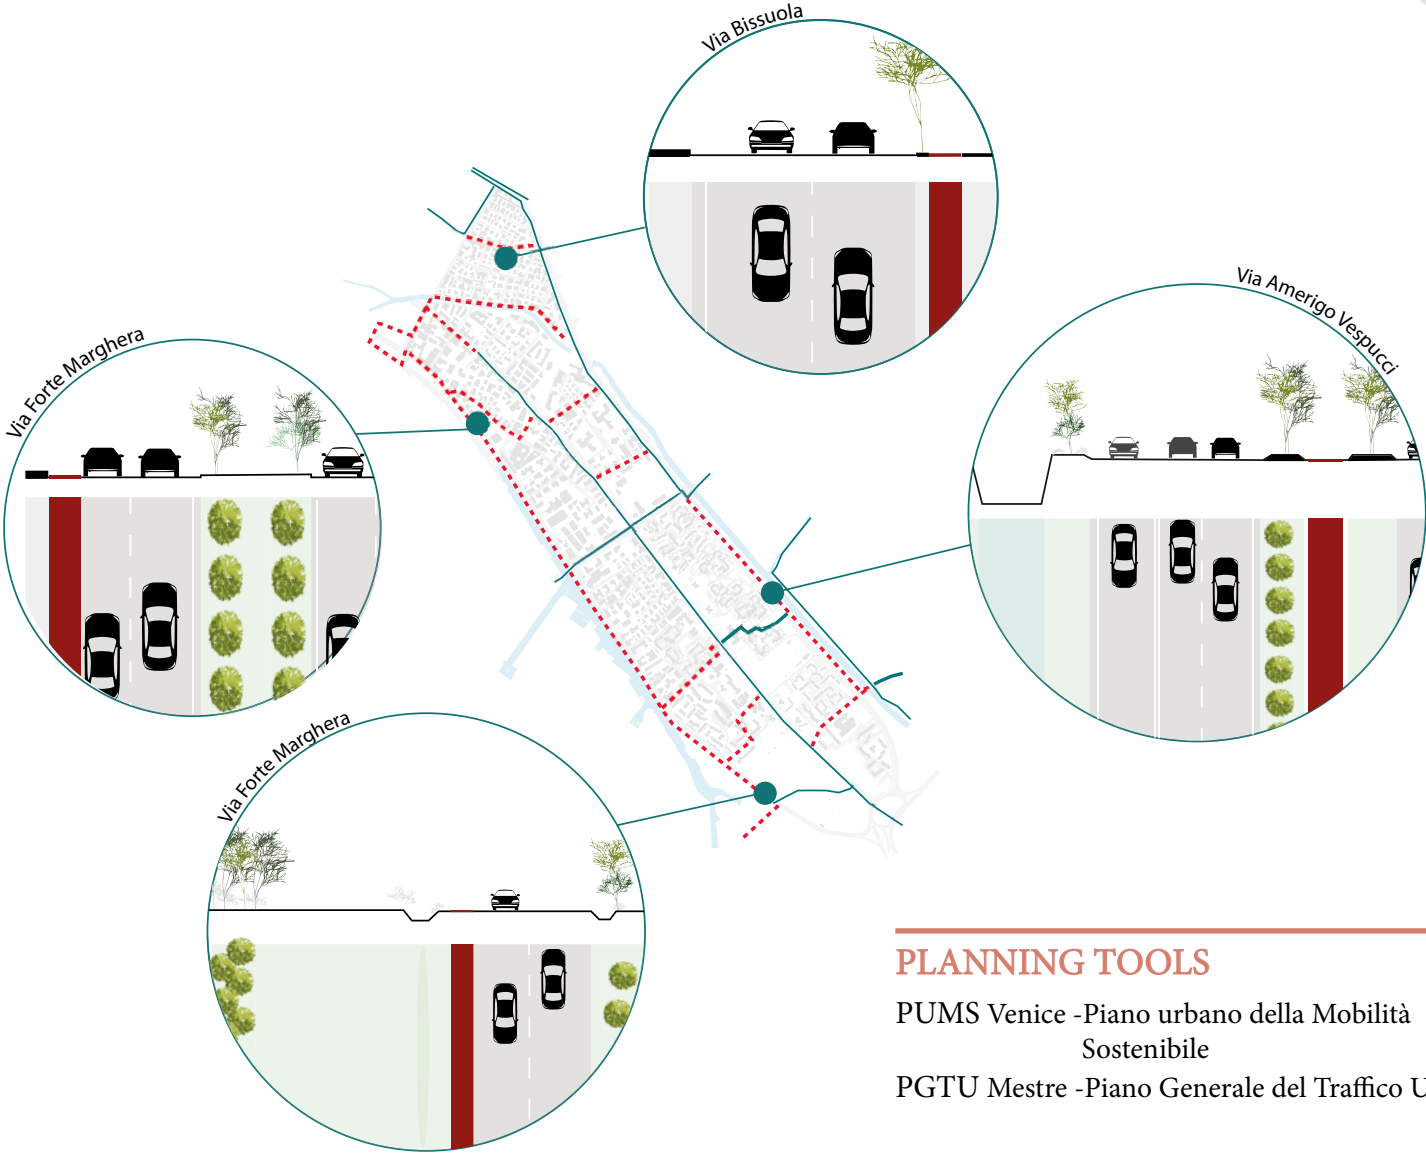 Via Bissuola
Via Amerigo Vespucci
Via Forte Marghera
Via Forte Marghera
PLANNING TOOLS
PUMS Venice -Piano urbano della Mobilità
Sostenibile
PGTU Mestre -Piano Generale del Traffico U